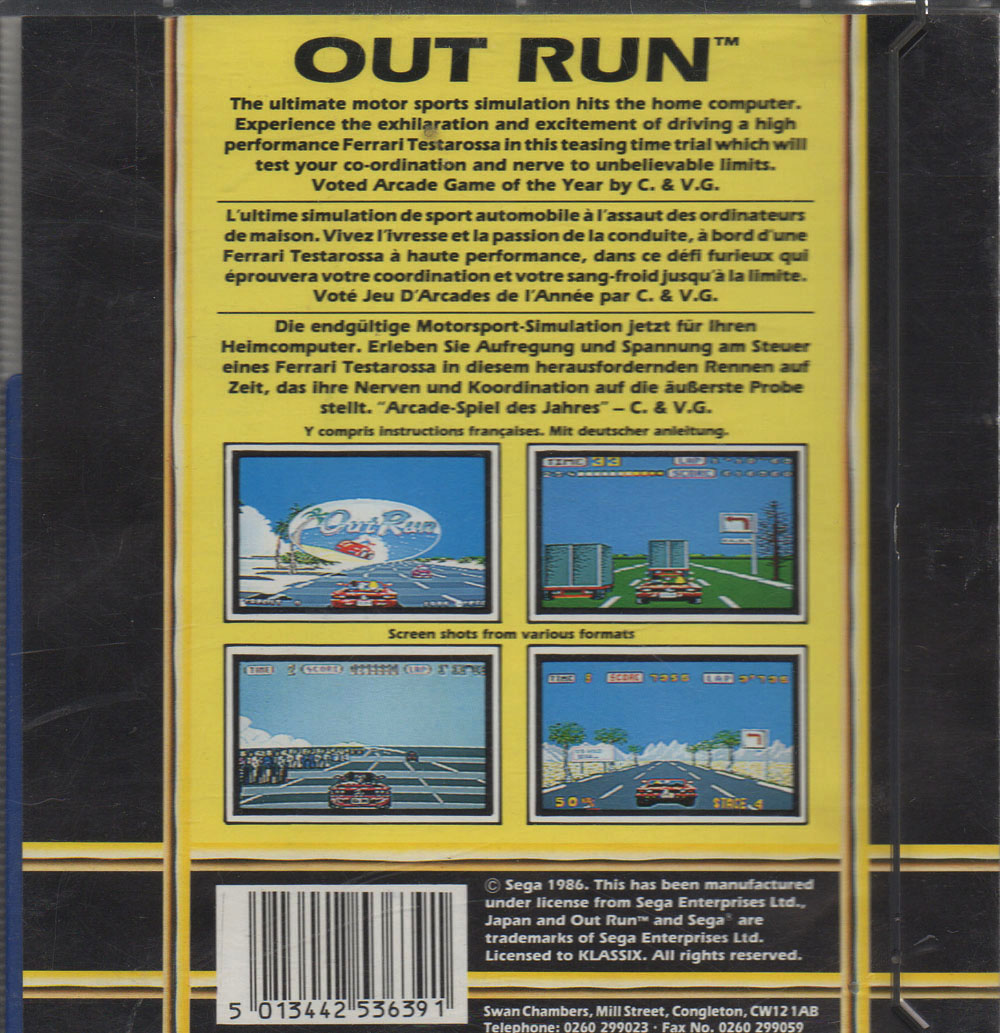 OUT RUN™
The ultimate motor sports simulation hits the home computer.
Experience the exhilaration and excitement of driving a high
performance Ferrari Testarossa in this teasing time trial which will
test your co-ordination and nerve to unbelievable limits.
Voted Arcade Game of the Year by C. & V.G.
L'ultime simulation de sport automobile à l'assaut des ordinateurs
de maison. Vivez l'ivresse et la passion de la conduite, à bord d'une
Ferrari Testarossa à haute performance, dans ce défi furieux qui
éprouvera votre coordination et votre sang-froid jusqu'à la limite.
Voté Jeu D'Arcades de l'Année par C. & V.G.
Die endgültige Motorsport-Simulation jetzt für Ihren
Heimcomputer. Erleben Sie Aufregung und Spannung am Steuer
eines Ferrari Testarossa in diesem herausfordernden Rennen auf
Zeit, das ihre Nerven und Koordination auf die äußerste Probe
stellt. "Arcade-Spiel des Jahres" – C. & V.G.
Y compris instructions françaises. Mit deutscher anleitung.
Out Run
TIME 33 LAP
SCORE
Screen shots from various formats
TIME SCORE LAP
TIME SCORE LAP
50 STAGE 4
© Sega 1986. This has been manufactured
under license from Sega Enterprises Ltd.,
Japan and Out Run™ and Sega® are
trademarks of Sega Enterprises Ltd.
Licensed to KLASSIX. All rights reserved.
5 013442 536391
Swan Chambers, Mill Street, Congleton, CW12 1AB
Telephone: 0260 299023 · Fax No. 0260 299059